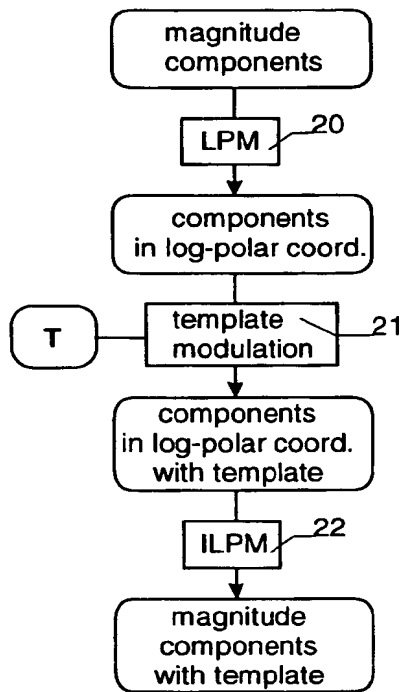 magnitude
components
20
LPM
components
in log-polar coord.
template
modulation
21
T
components
in log-polar coord.
with template
22
ILPM
magnitude
components
with template